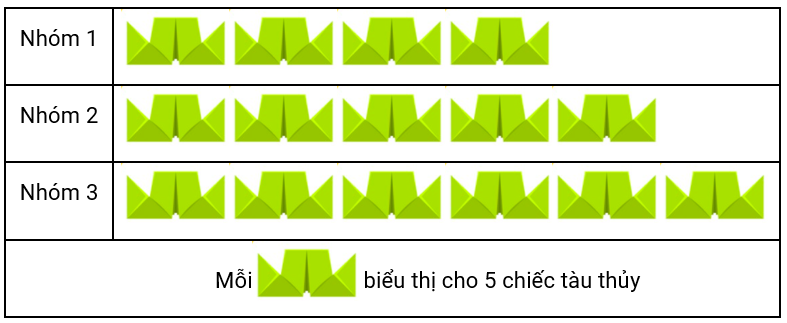 Nhóm 1
Nhóm 2
Nhóm 3
Mỗi biểu thị cho 5 chiếc tàu thủy